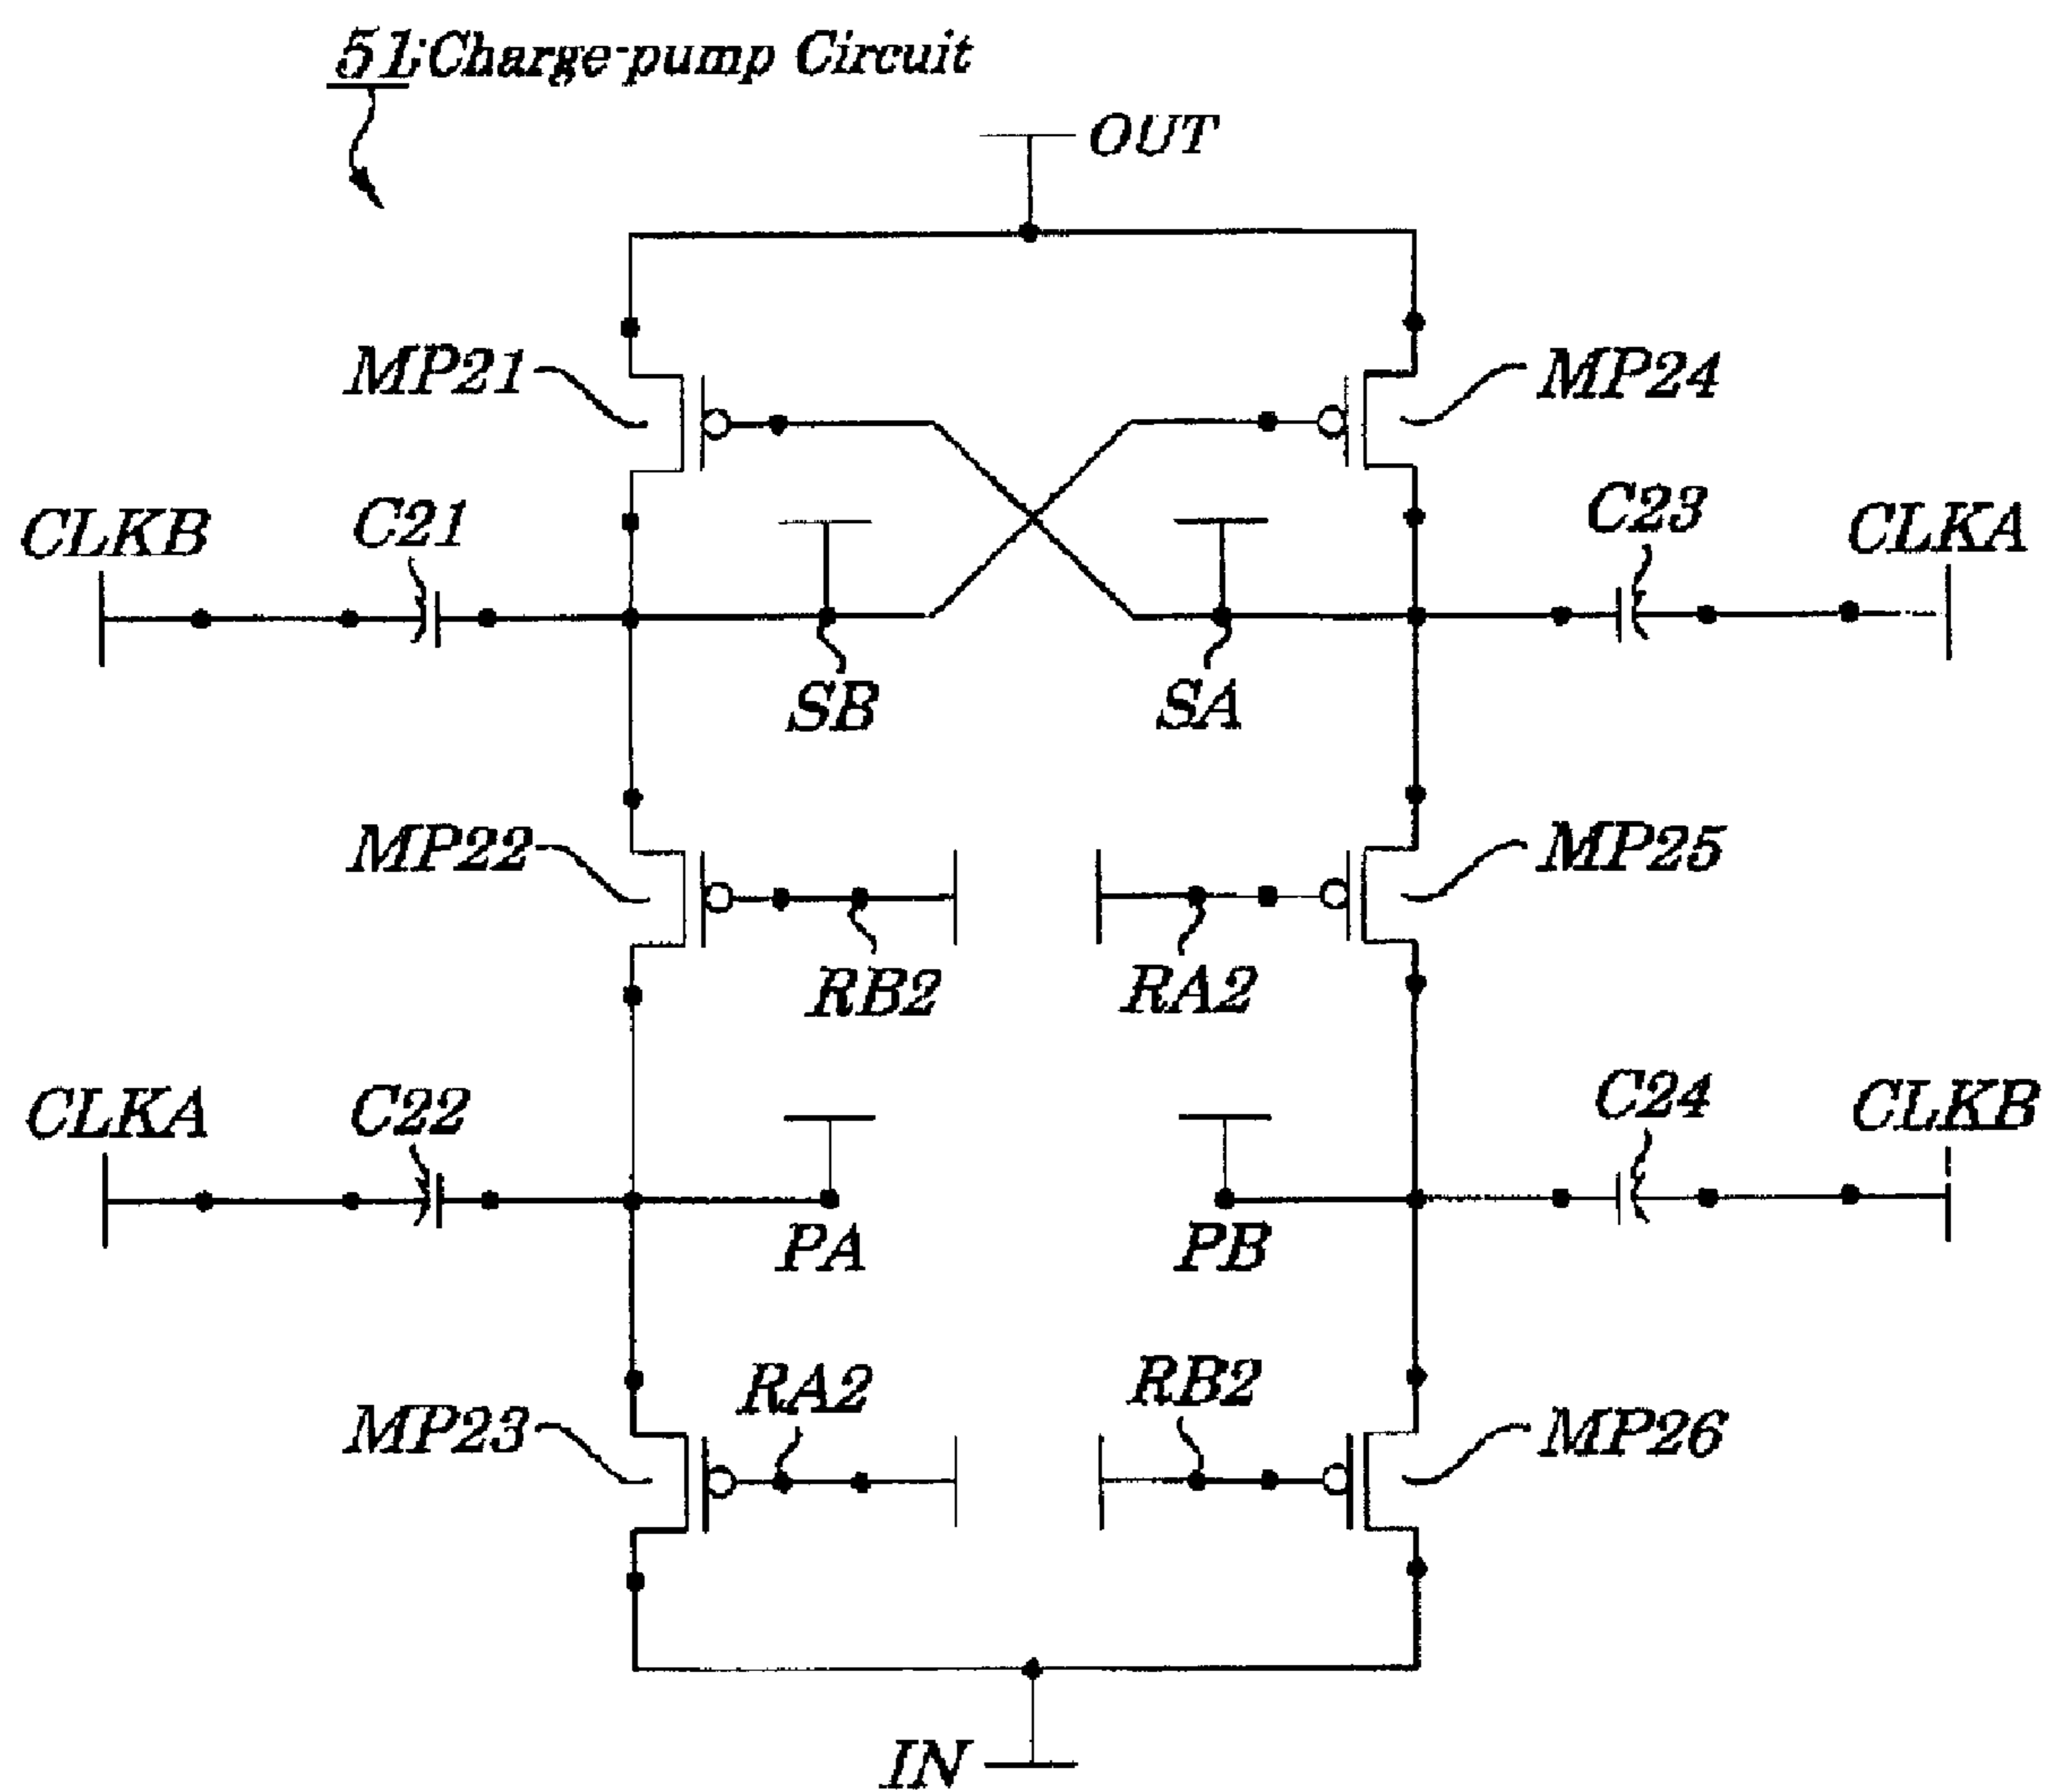 51:Charge-pump Circuit
OUT
MP21
MP24
CLKB
C21
C23
CLKA
SB
SA
MP22
MP25
RB2
RA2
CLKA
C22
C24
CLKB
PA
PB
RA2
RB2
MP23
MP26
IN